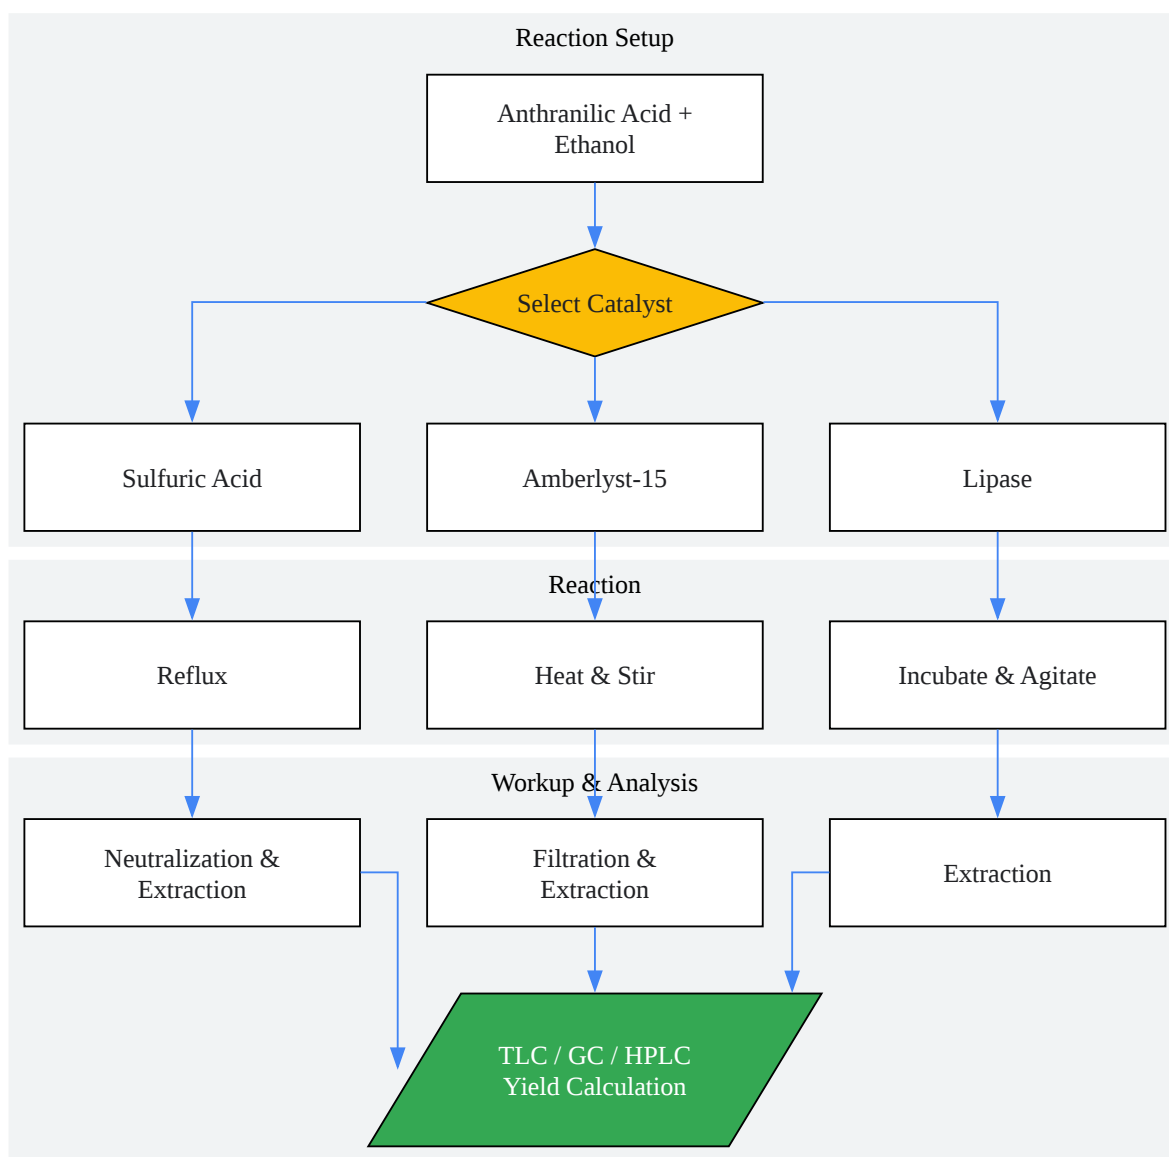 Reaction Setup
Anthranilic Acid +
Ethanol
Select Catalyst
Sulfuric Acid
Amberlyst-15
Lipase
Reaction
Reflux
Heat & Stir
Incubate & Agitate
Workup & Analysis
Neutralization &
Extraction
Filtration &
Extraction
Extraction
TLC / GC / HPLC
Yield Calculation